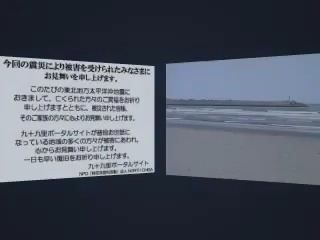 今回の震災により被害を受けられたみなさまに
お見舞いを申し上げます。
このたびの東北地方太平洋沖地震に
おきまして、亡くなられた方々のご冥福をお祈り
申し上げますとともに、被災された皆様、
そのご家族の方々に心よりお見舞い申し上げます。
九十九里ポータルサイトが普段お世話に
なっている地域の多くの方々が被害にあわれ、
心からお見舞い申し上げます。
一日も早い復旧をお祈り申し上げます。
九十九里ポータルサイト